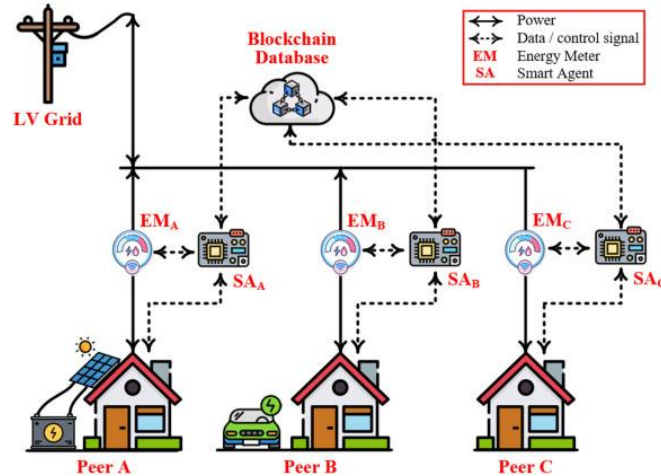 Power
Data / control signal
EM Energy Meter
SA Smart Agent
Blockchain
Database
LV Grid
EMA
SAA
EMB
SAB
EMC
SAC
Peer A
Peer B
Peer C